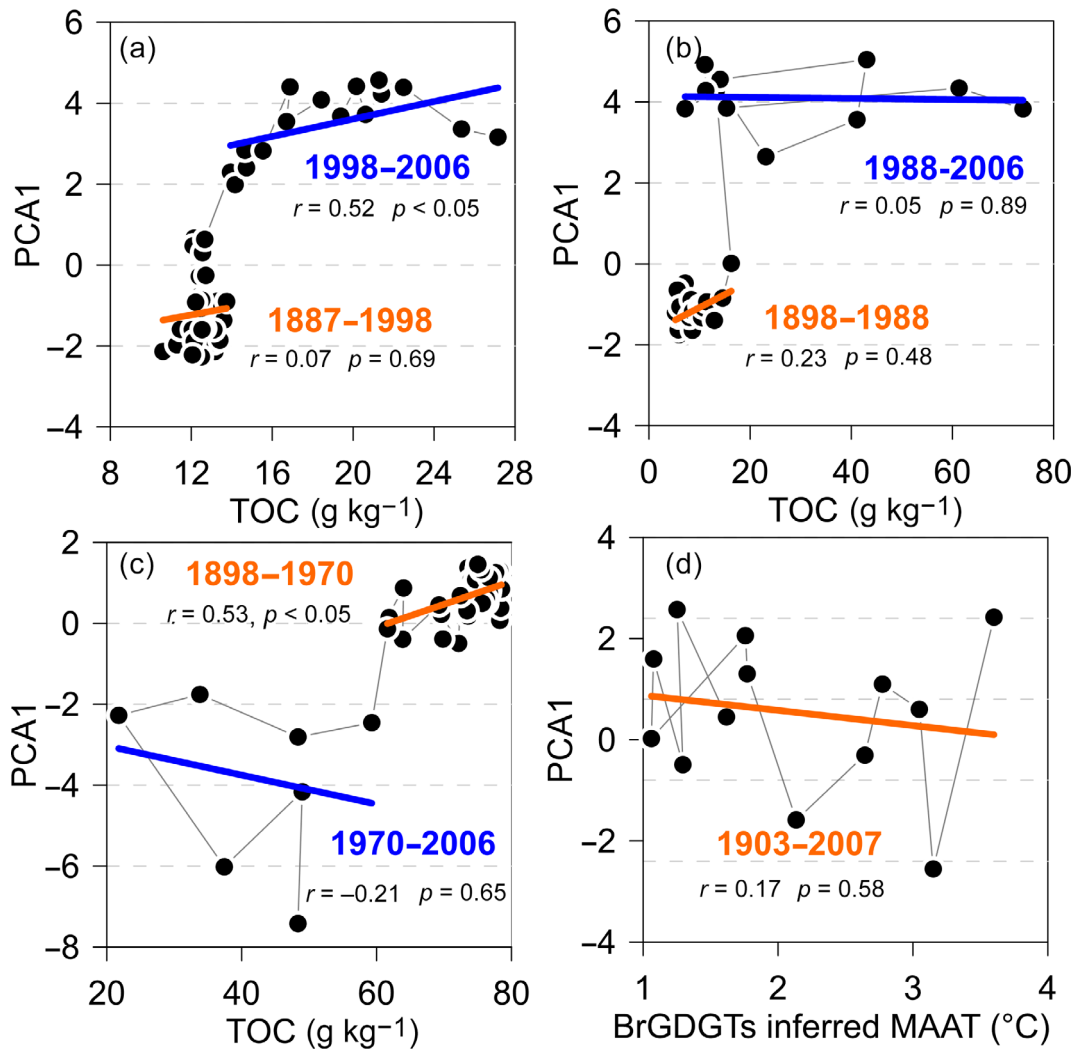 (a)
6
4
2
0
−2
−4
PCA1
1998−2006
r = 0.52 p < 0.05
1887−1998
r = 0.07 p = 0.69
8 12 16 20 24 28
TOC (g kg⁻¹)
(b)
6
4
2
0
−2
−4
PCA1
1988-2006
r = 0.05 p = 0.89
1898−1988
r = 0.23 p = 0.48
0 20 40 60 80
TOC (g kg⁻¹)
(c)
2
0
−2
−4
−6
−8
PCA1
1898−1970
r = 0.53, p < 0.05
1970−2006
r = −0.21 p = 0.65
20 40 60 80
TOC (g kg⁻¹)
(d)
4
2
0
−2
−4
PCA1
1903−2007
r = 0.17 p = 0.58
1 2 3 4
BrGDGTs inferred MAAT (°C)